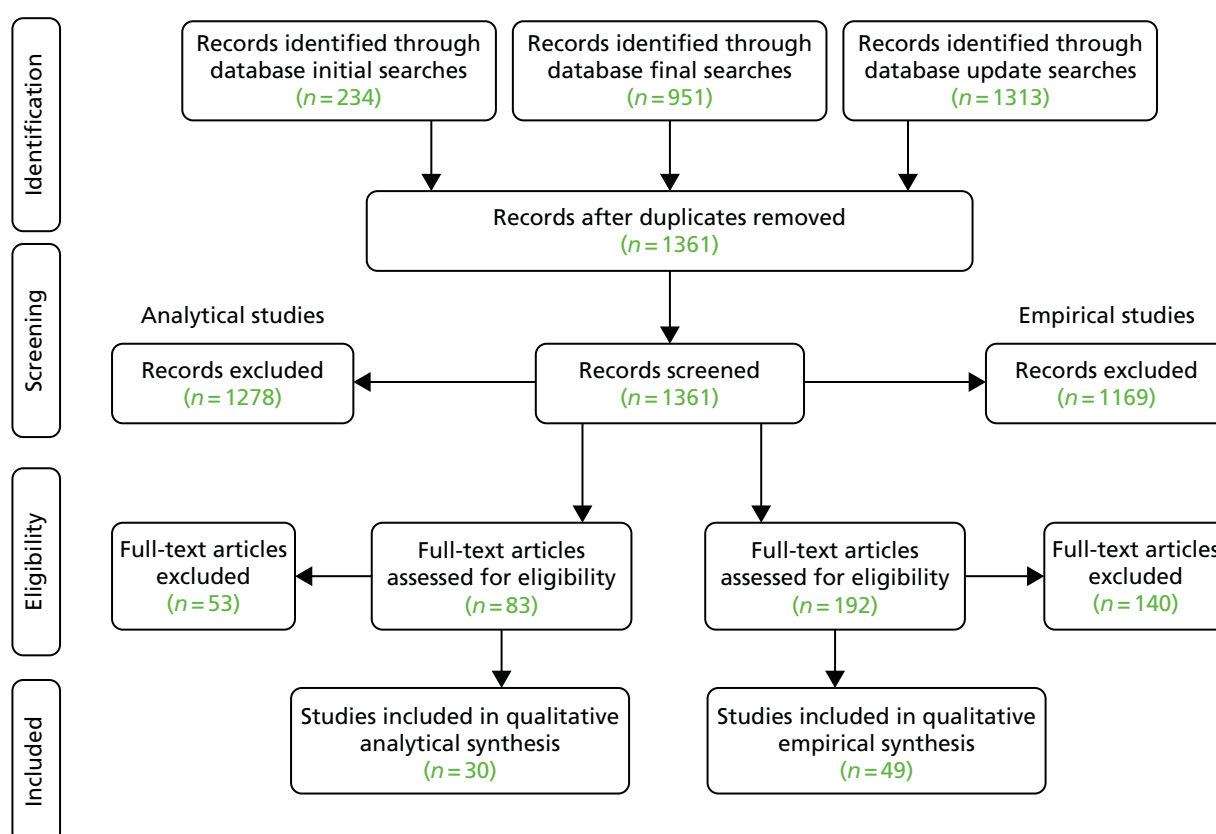 Identification
Records identified through
database initial searches
(n=234)
Records identified through
database final searches
(n=951)
Records identified through
database update searches
(n=1313)
Records after duplicates removed
(n=1361)
Screening
Analytical studies
Empirical studies
Records excluded
(n=1278)
Records screened
(n=1361)
Records excluded
(n=1169)
Eligibility
Full-text articles
excluded
(n=53)
Full-text articles
assessed for eligibility
(n=83)
Full-text articles
assessed for eligibility
(n=192)
Full-text articles
excluded
(n=140)
Included
Studies included in qualitative
analytical synthesis
(n=30)
Studies included in qualitative
empirical synthesis
(n=49)